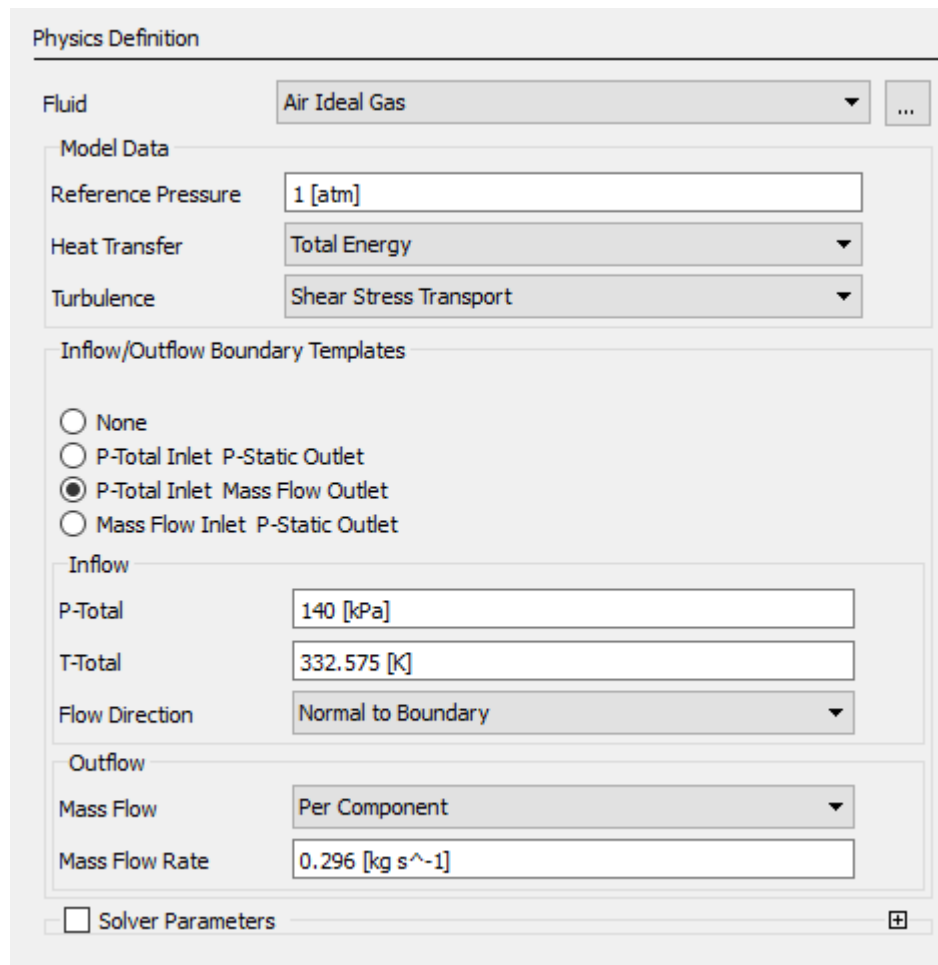 Physics Definition
Fluid Air Ideal Gas ...
Model Data
Reference Pressure 1 [atm]
Heat Transfer Total Energy
Turbulence Shear Stress Transport
Inflow/Outflow Boundary Templates
None
P-Total Inlet P-Static Outlet
P-Total Inlet Mass Flow Outlet
Mass Flow Inlet P-Static Outlet
Inflow
P-Total 140 [kPa]
T-Total 332.575 [K]
Flow Direction Normal to Boundary
Outflow
Mass Flow Per Component
Mass Flow Rate 0.296 [kg s^-1]
Solver Parameters